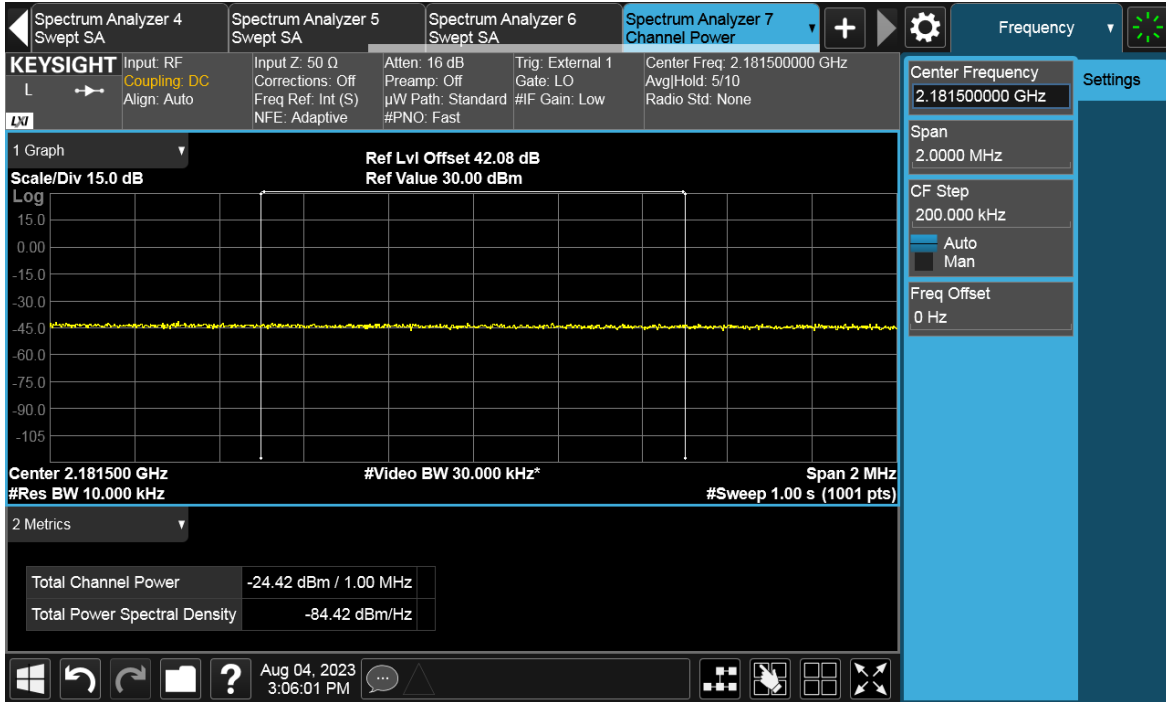 Spectrum Analyzer 4
Swept SA
Spectrum Analyzer 5
Swept SA
Spectrum Analyzer 6
Swept SA
Spectrum Analyzer 7
Channel Power
Frequency
KEYSIGHT
L
LXI
Input: RF
Coupling: DC
Align: Auto
Input Z: 50 Ω
Corrections: Off
Freq Ref: Int (S)
NFE: Adaptive
Atten: 16 dB
Preamp: Off
µW Path: Standard
#PNO: Fast
Trig: External 1
Gate: LO
#IF Gain: Low
Center Freq: 2.181500000 GHz
Avg|Hold: 5/10
Radio Std: None
Center Frequency
2.181500000 GHz
Settings
Span
2.0000 MHz
CF Step
200.000 kHz
Auto
Man
Freq Offset
0 Hz
1 Graph
Scale/Div 15.0 dB
Ref Lvl Offset 42.08 dB
Ref Value 30.00 dBm
Log
15.0
0.00
-15.0
-30.0
-45.0
-60.0
-75.0
-90.0
-105
Center 2.181500 GHz
#Video BW 30.000 kHz*
Span 2 MHz
#Res BW 10.000 kHz
#Sweep 1.00 s (1001 pts)
2 Metrics
Total Channel Power -24.42 dBm / 1.00 MHz
Total Power Spectral Density -84.42 dBm/Hz
?
Aug 04, 2023
3:06:01 PM